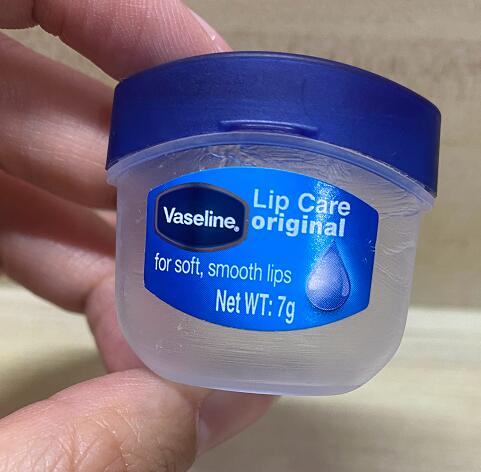 Lip Care
Vaseline®
original
for soft, smooth lips
Net WT: 7g